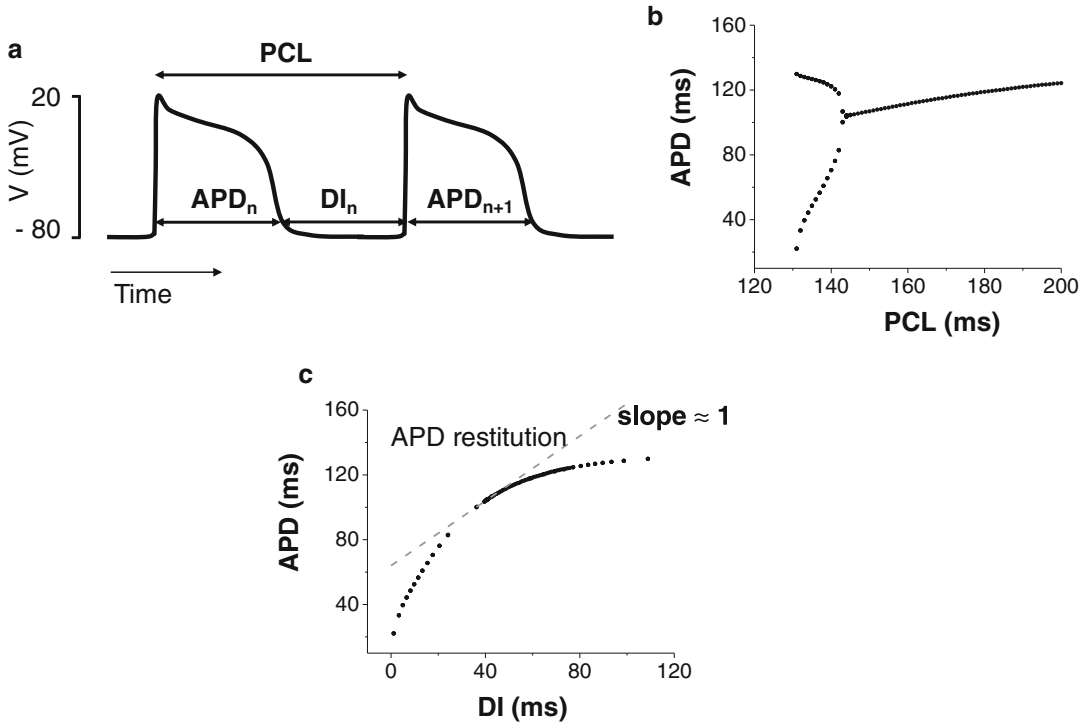 a
PCL
20
V (mV)
- 80
APDn
DIn
APDn+1
Time
b
160
120
80
40
APD (ms)
120
140
160
180
200
PCL (ms)
c
160
120
80
40
APD (ms)
APD restitution
slope ≈ 1
0
40
80
120
DI (ms)